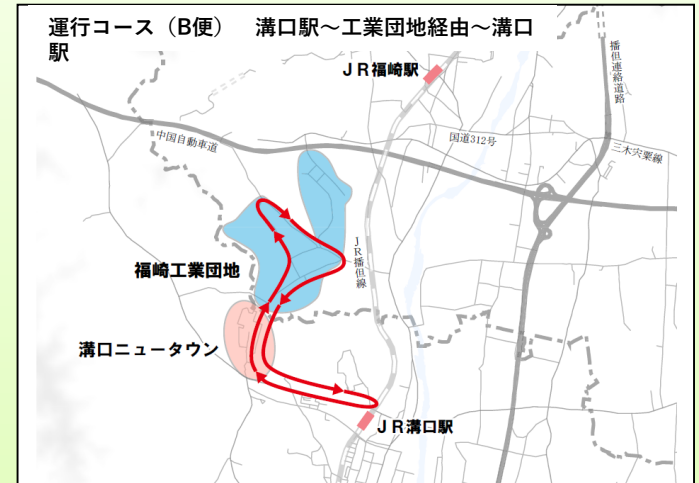 運行コース（B便）　溝口駅～工業団地経由～溝口
駅
ＪＲ福崎駅
播但連絡道路
中国自動車道
国道312号
三木宍粟線
ＪＲ播但線
福崎工業団地
溝口ニュータウン
ＪＲ溝口駅